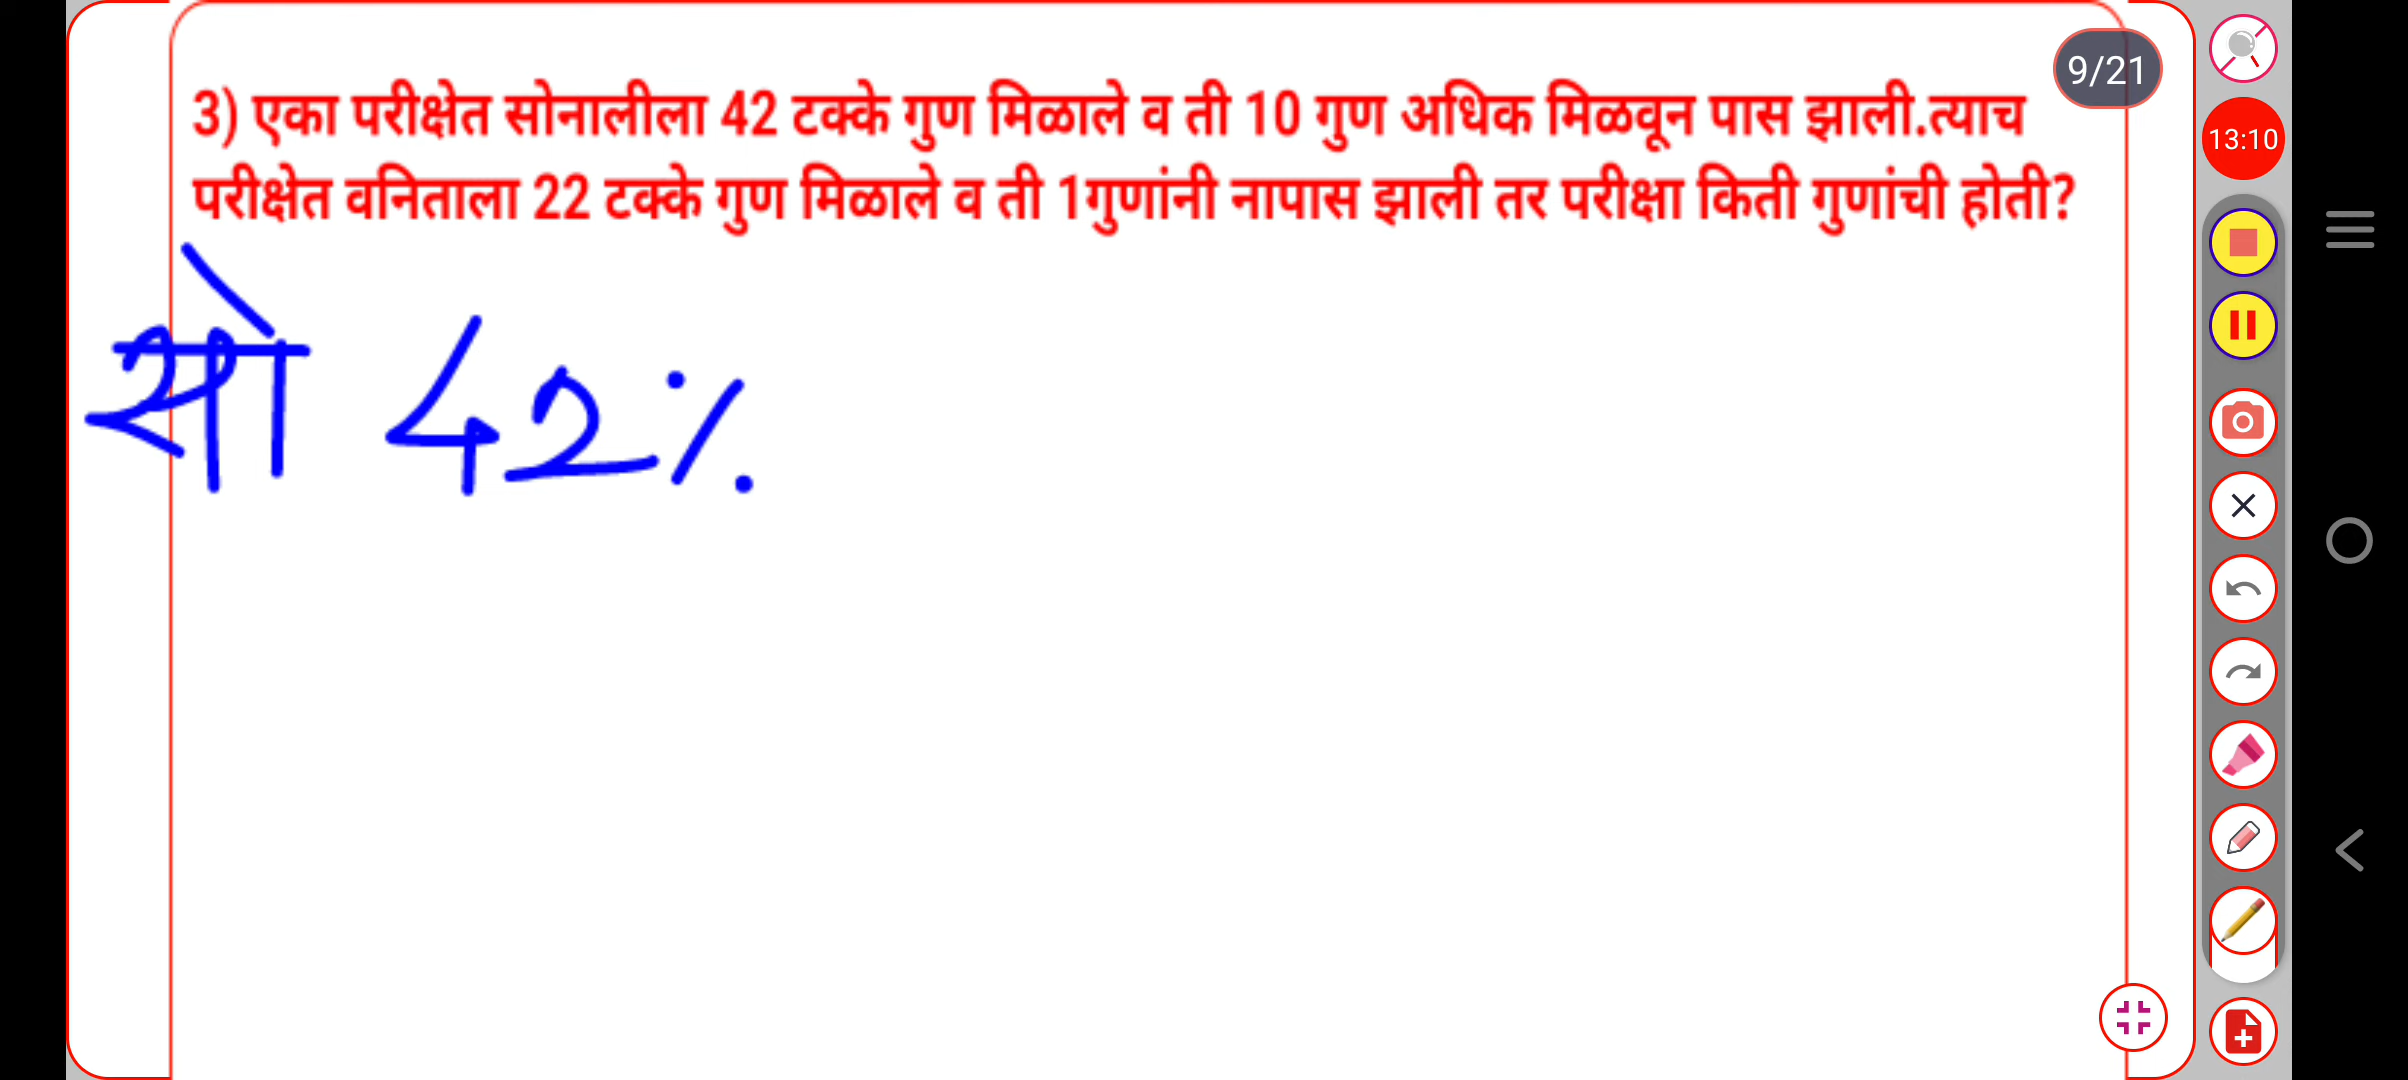 9/21
3) एका परीक्षेत सोनालीला 42 टक्के गुण मिळाले व ती 10 गुण अधिक मिळवून पास झाली.त्याच
13:10
परीक्षेत वनिताला 22 टक्के गुण मिळाले व ती 1गुणांनी नापास झाली तर परीक्षा किती गुणांची होती?
सो 42%